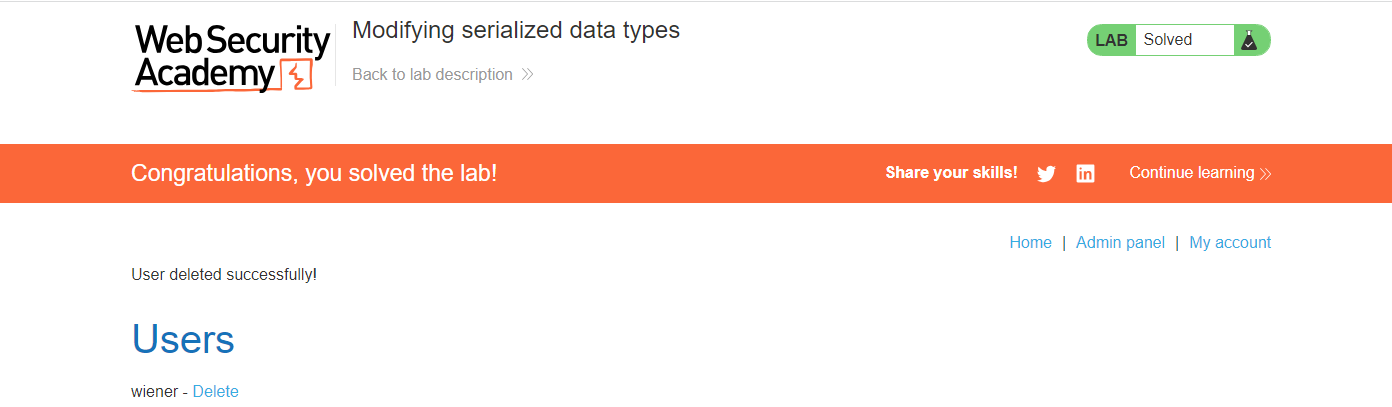 Web Security
Academy
Modifying serialized data types
Back to lab description
LAB Solved
Congratulations, you solved the lab!
Share your skills!
Continue learning
Home | Admin panel | My account
User deleted successfully!
Users
wiener - Delete